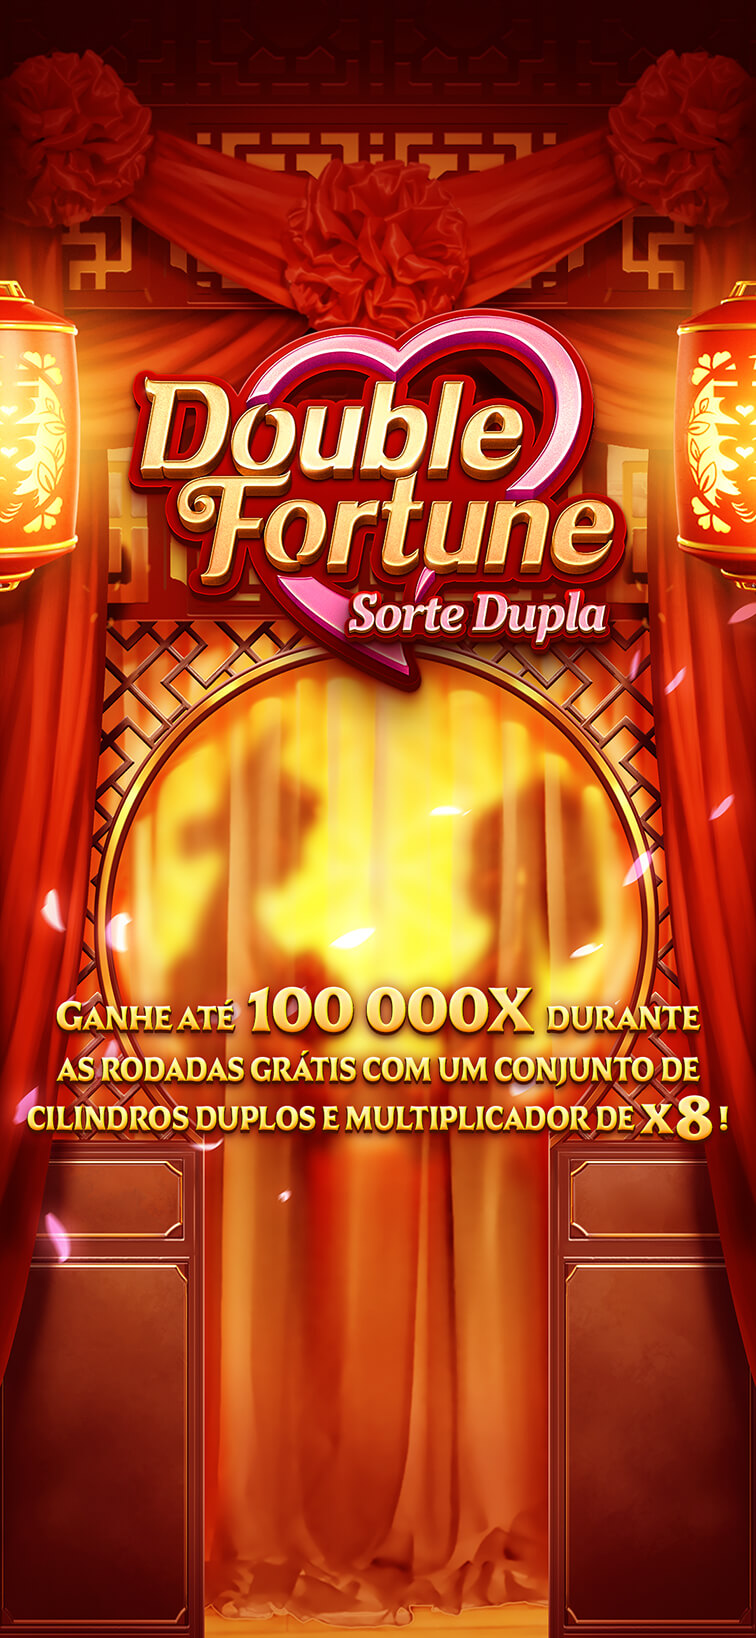 Double
Fortune
Sorte Dupla
GANHE ATÉ 100 000X DURANTE
AS RODADAS GRÁTIS COM UM CONJUNTO DE
CILINDROS DUPLOS E MULTIPLICADOR DE X8!